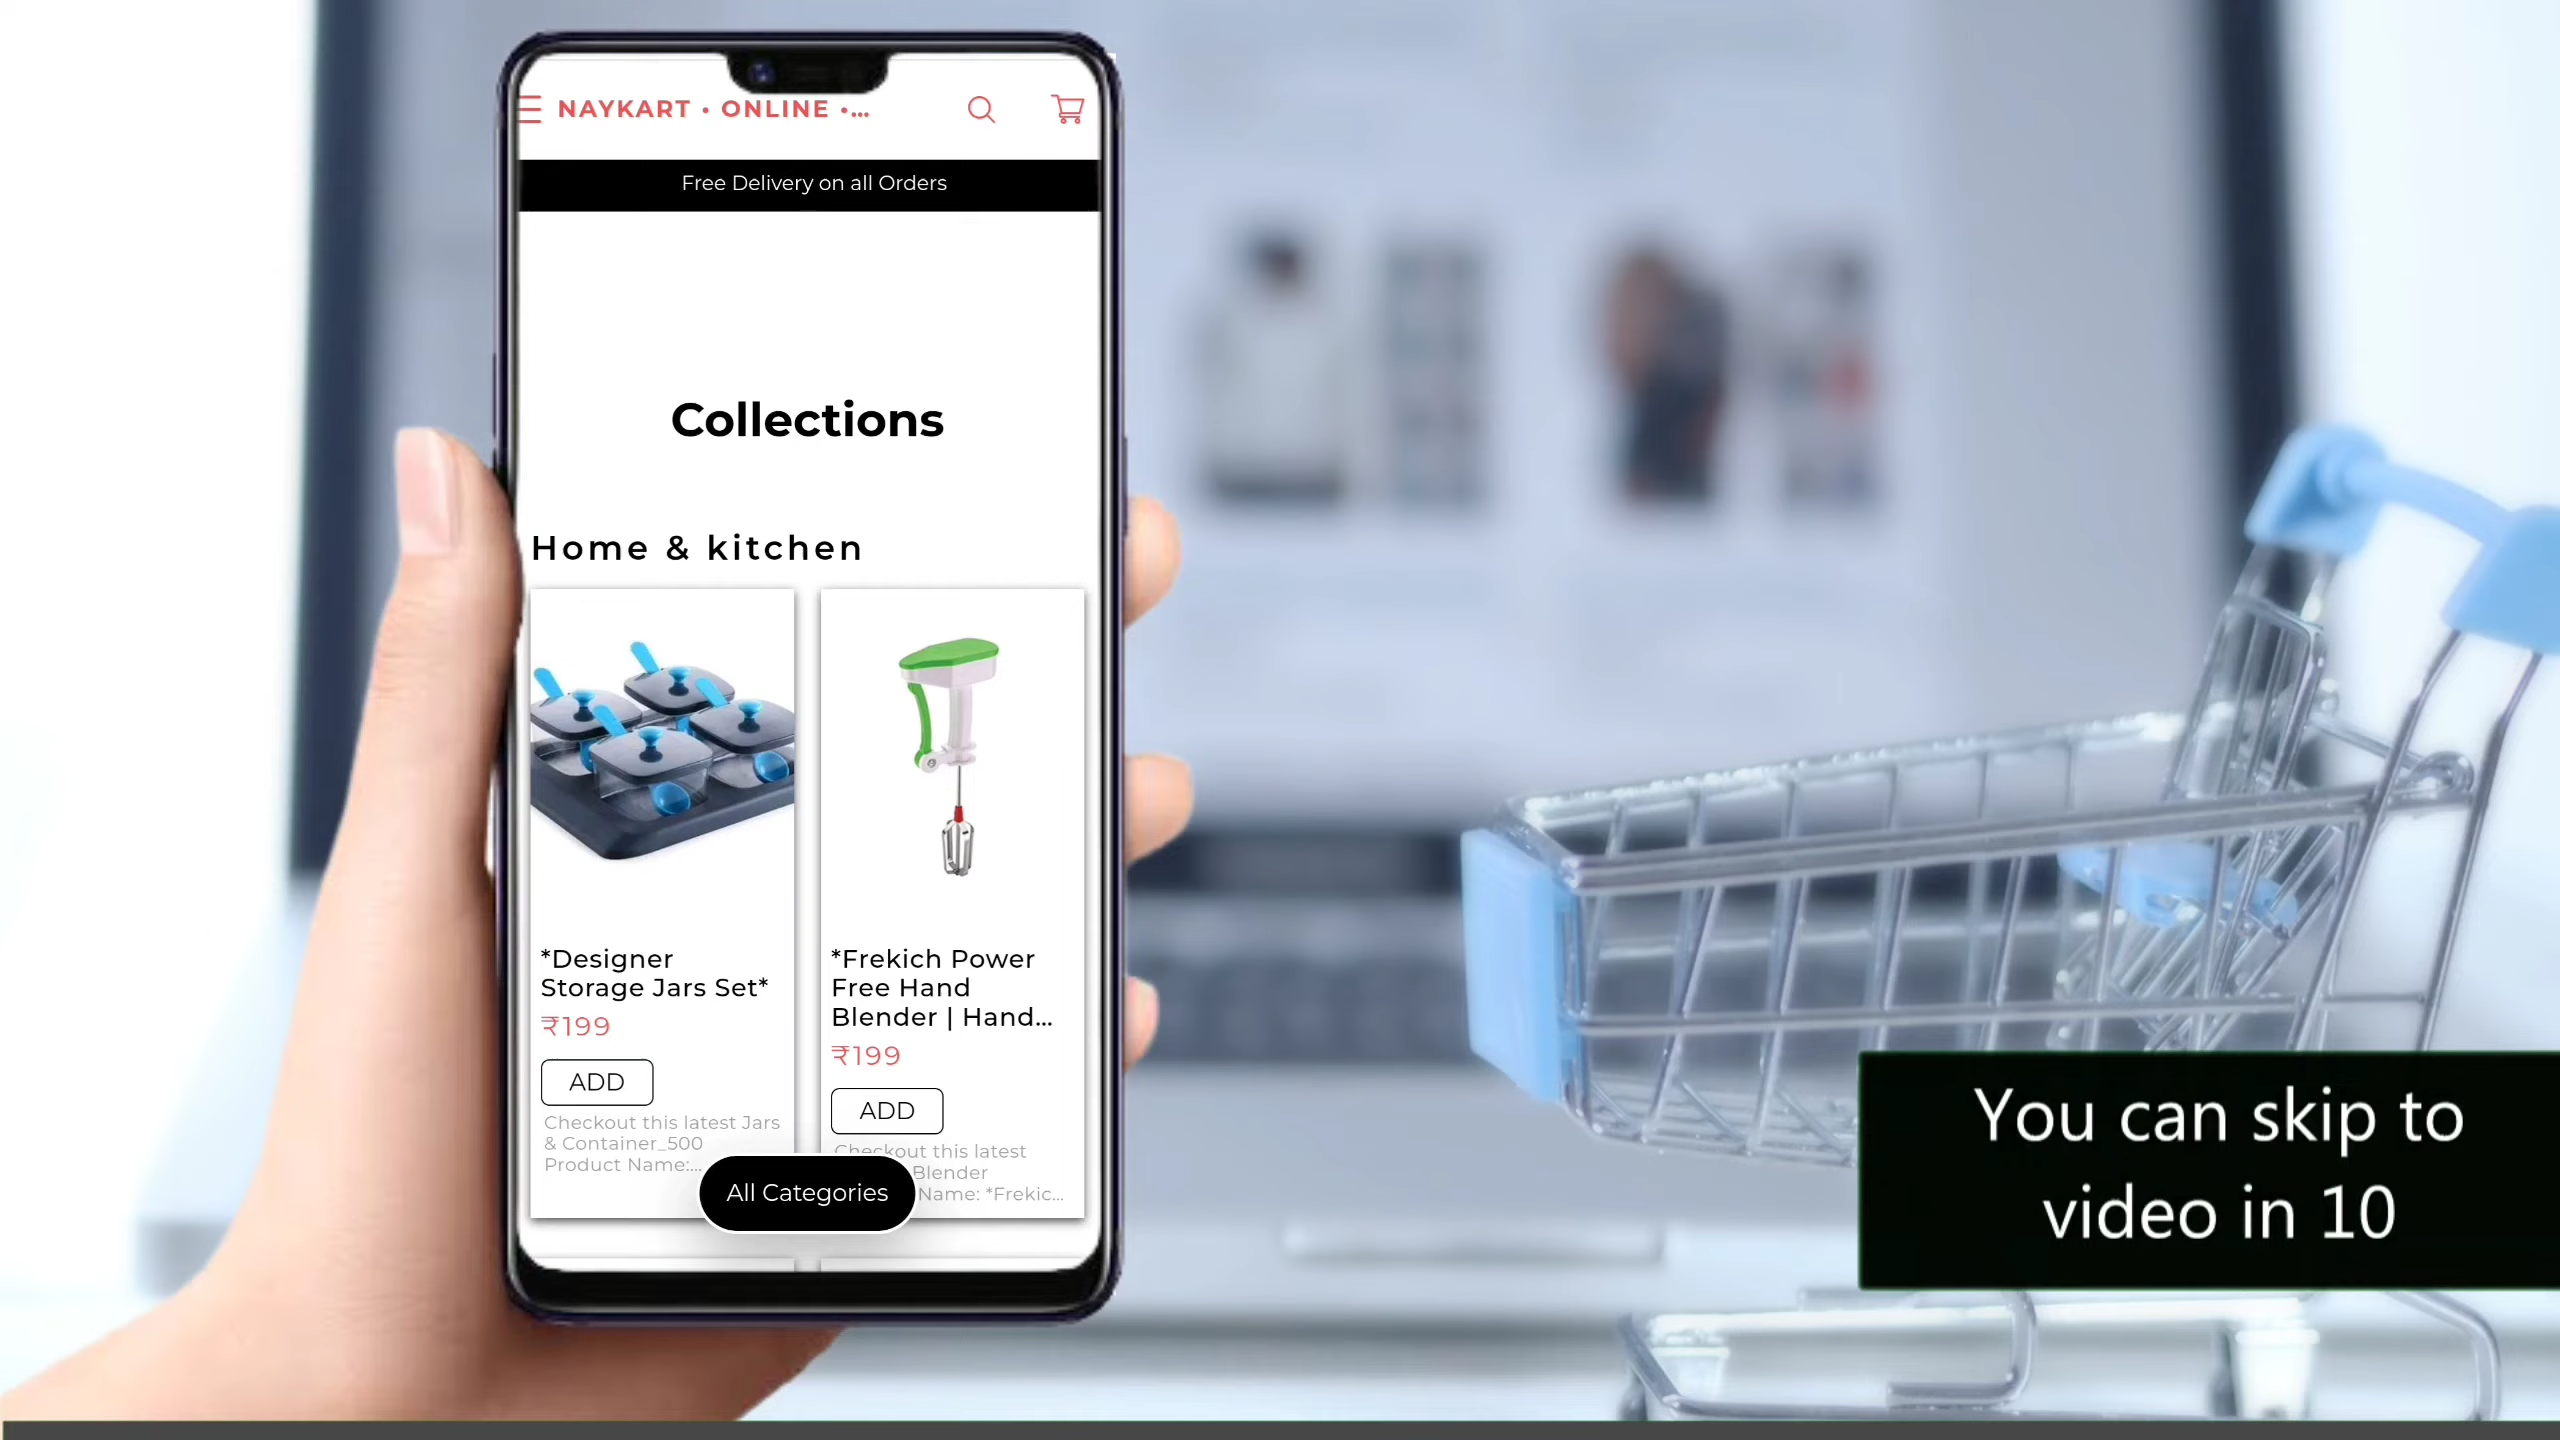 NAYKART • ONLINE •...
Free Delivery on all Orders
Collections
Home & kitchen
*Designer
Storage Jars Set*
₹199
ADD
Checkout this latest Jars
& Container_500
Product Name:...
*Frekich Power
Free Hand
Blender | Hand...
₹199
ADD
Checkout this latest
Blender
Name: *Frekic...
All Categories
You can skip to
video in 10